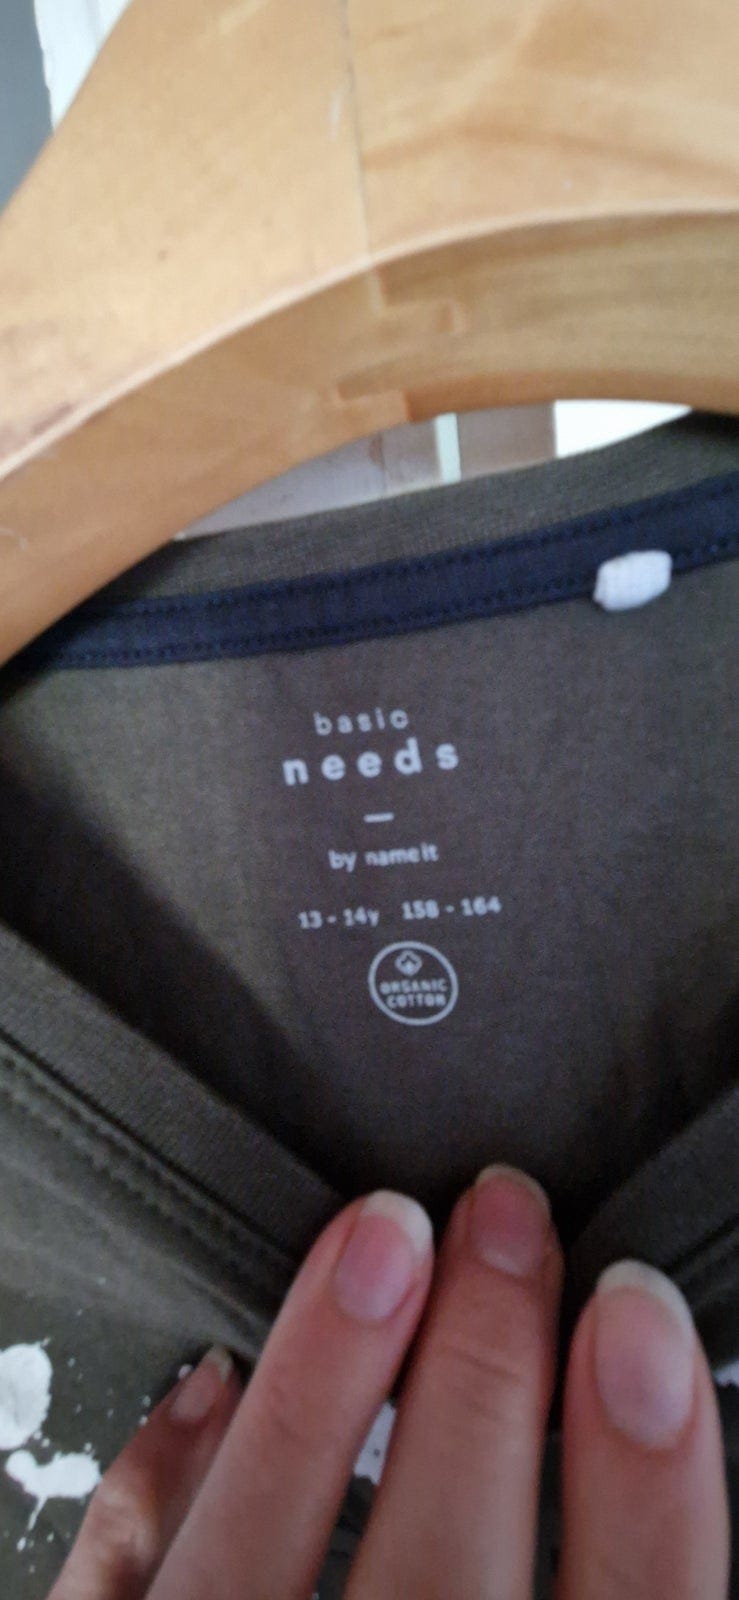 basic
needs
by name it
13 - 14y 158 - 164
ORGANIC
COTTON